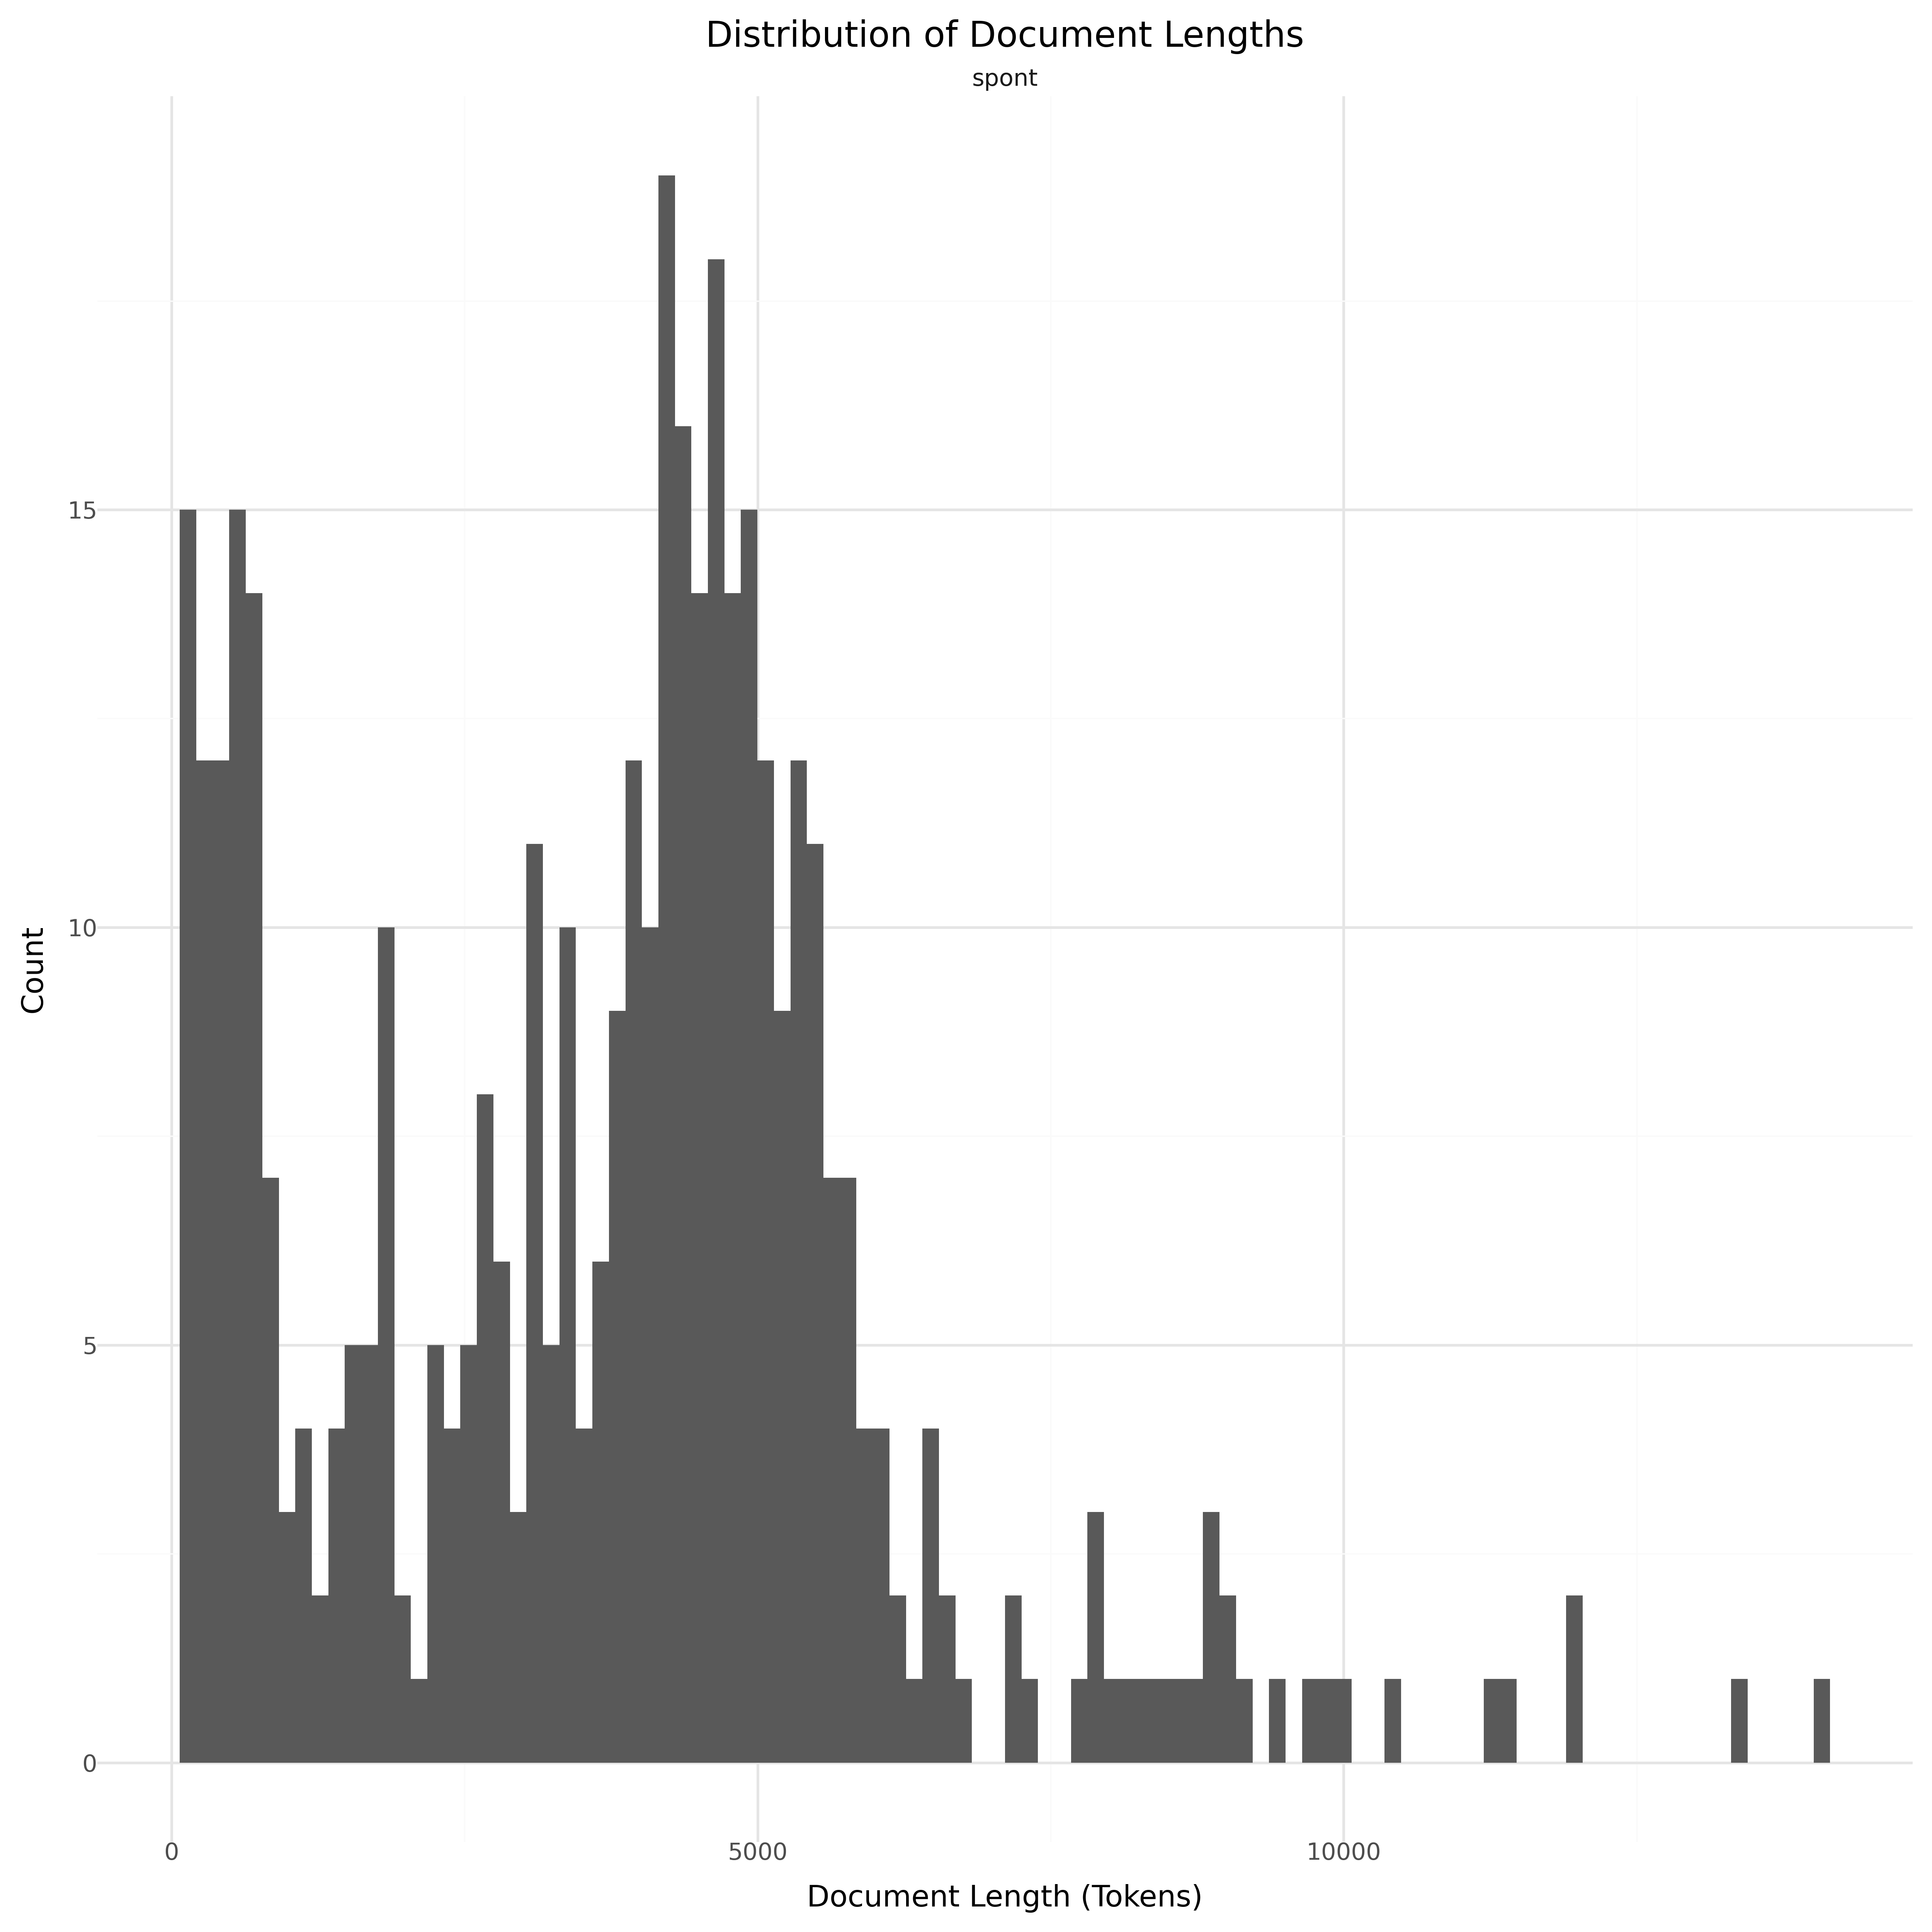 Distribution of Document Lengths
spont
15
10
5
0
Count
0 5000 10000
Document Length (Tokens)